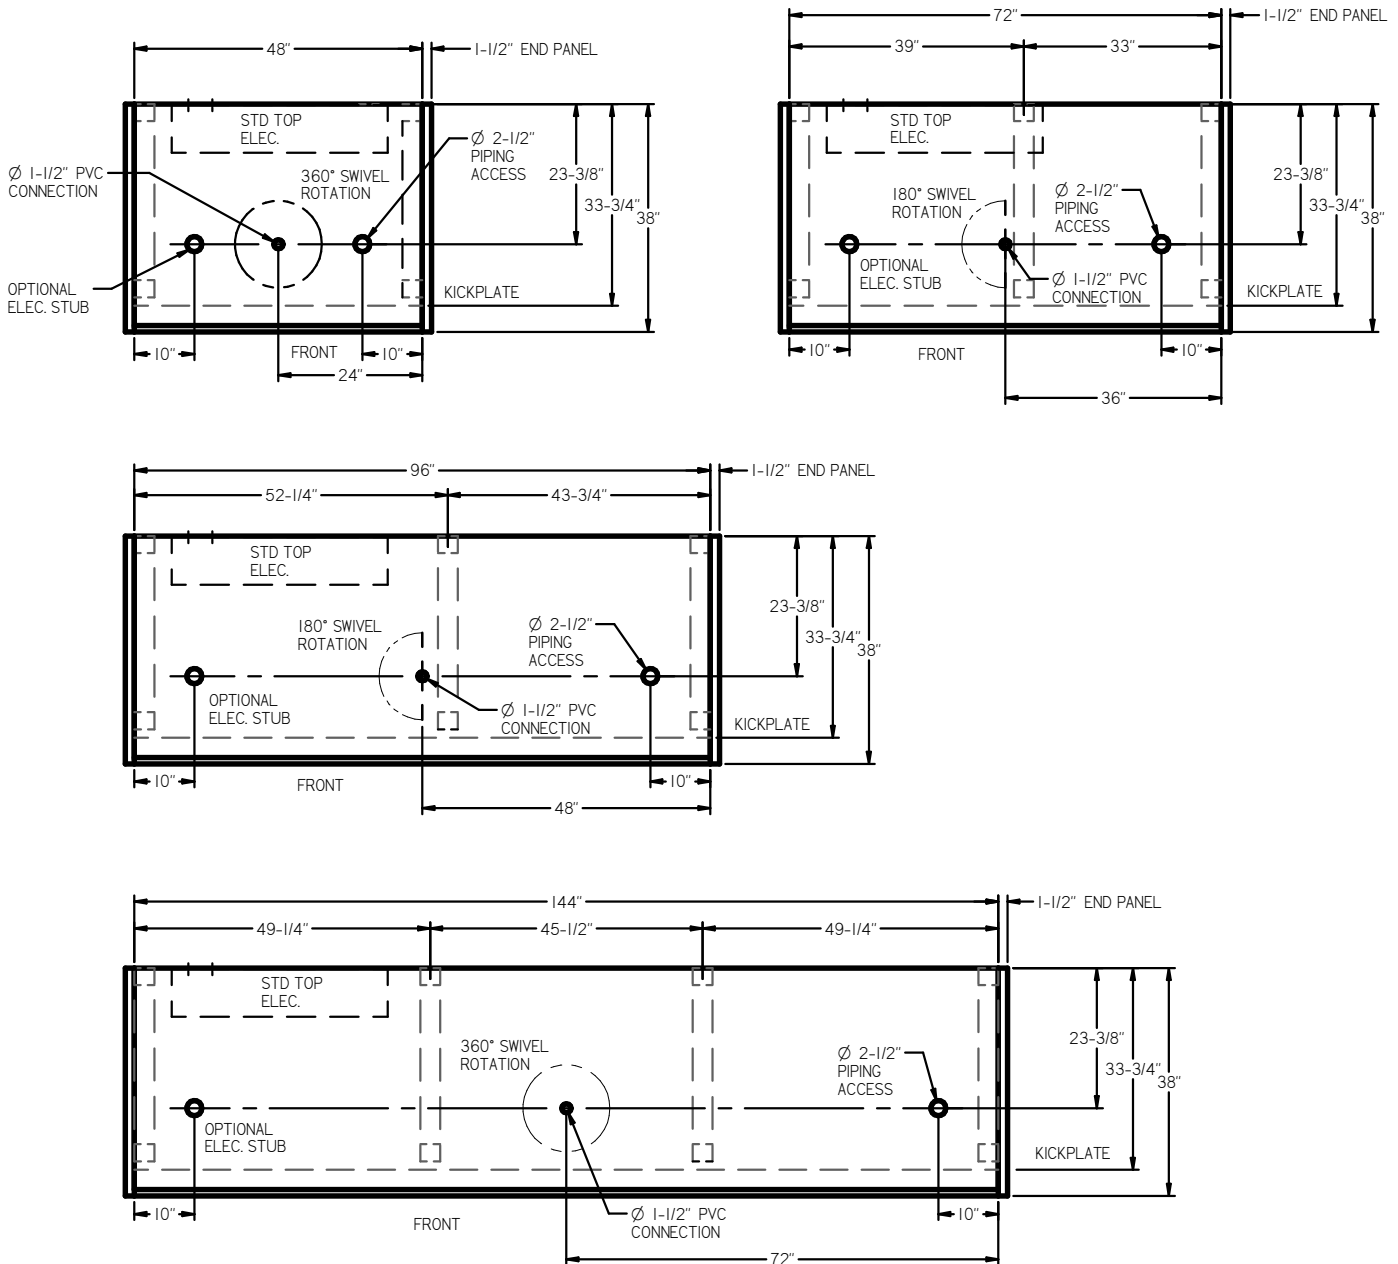 48"
1-1/2" END PANEL
STD TOP
ELEC.
Ø 2-1/2"
PIPING
ACCESS
Ø 1-1/2" PVC
CONNECTION
360° SWIVEL
ROTATION
23-3/8"
33-3/4"
38"
OPTIONAL
ELEC. STUB
KICKPLATE
10"
FRONT
10"
24"
72"
1-1/2" END PANEL
39"
33"
STD TOP
ELEC.
180° SWIVEL
ROTATION
Ø 2-1/2"
PIPING
ACCESS
23-3/8"
33-3/4"
38"
OPTIONAL
ELEC. STUB
Ø 1-1/2" PVC
CONNECTION
KICKPLATE
10"
FRONT
10"
36"
96"
1-1/2" END PANEL
52-1/4"
43-3/4"
STD TOP
ELEC.
180° SWIVEL
ROTATION
Ø 2-1/2"
PIPING
ACCESS
23-3/8"
33-3/4"
38"
OPTIONAL
ELEC. STUB
Ø 1-1/2" PVC
CONNECTION
KICKPLATE
10"
FRONT
10"
48"
144"
1-1/2" END PANEL
49-1/4"
45-1/2"
49-1/4"
STD TOP
ELEC.
360° SWIVEL
ROTATION
Ø 2-1/2"
PIPING
ACCESS
23-3/8"
33-3/4"
38"
OPTIONAL
ELEC. STUB
KICKPLATE
10"
FRONT
Ø 1-1/2" PVC
CONNECTION
10"
72"